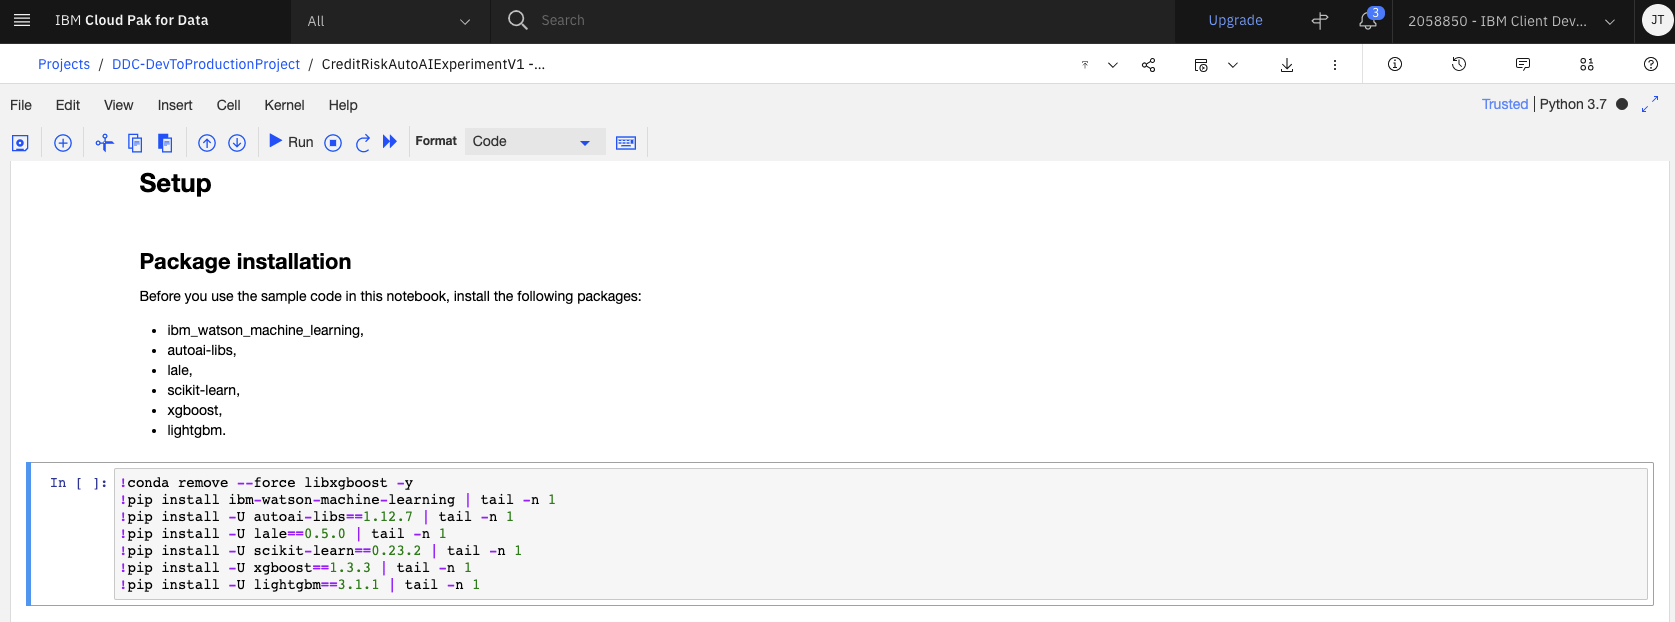 IBM Cloud Pak for Data
All
Search
Upgrade
3
2058850 - IBM Client Dev...
JT
Projects / DDC-DevToProductionProject / CreditRiskAutoAIExperimentV1 -...
File Edit View Insert Cell Kernel Help
Trusted | Python 3.7
Run
Format
Code
Setup
Package installation
Before you use the sample code in this notebook, install the following packages:
• ibm_watson_machine_learning,
• autoai-libs,
• lale,
• scikit-learn,
• xgboost,
• lightgbm.
In [ ]:
!conda remove --force libxgboost -y
!pip install ibm-watson-machine-learning | tail -n 1
!pip install -U autoai-libs==1.12.7 | tail -n 1
!pip install -U lale==0.5.0 | tail -n 1
!pip install -U scikit-learn==0.23.2 | tail -n 1
!pip install -U xgboost==1.3.3 | tail -n 1
!pip install -U lightgbm==3.1.1 | tail -n 1